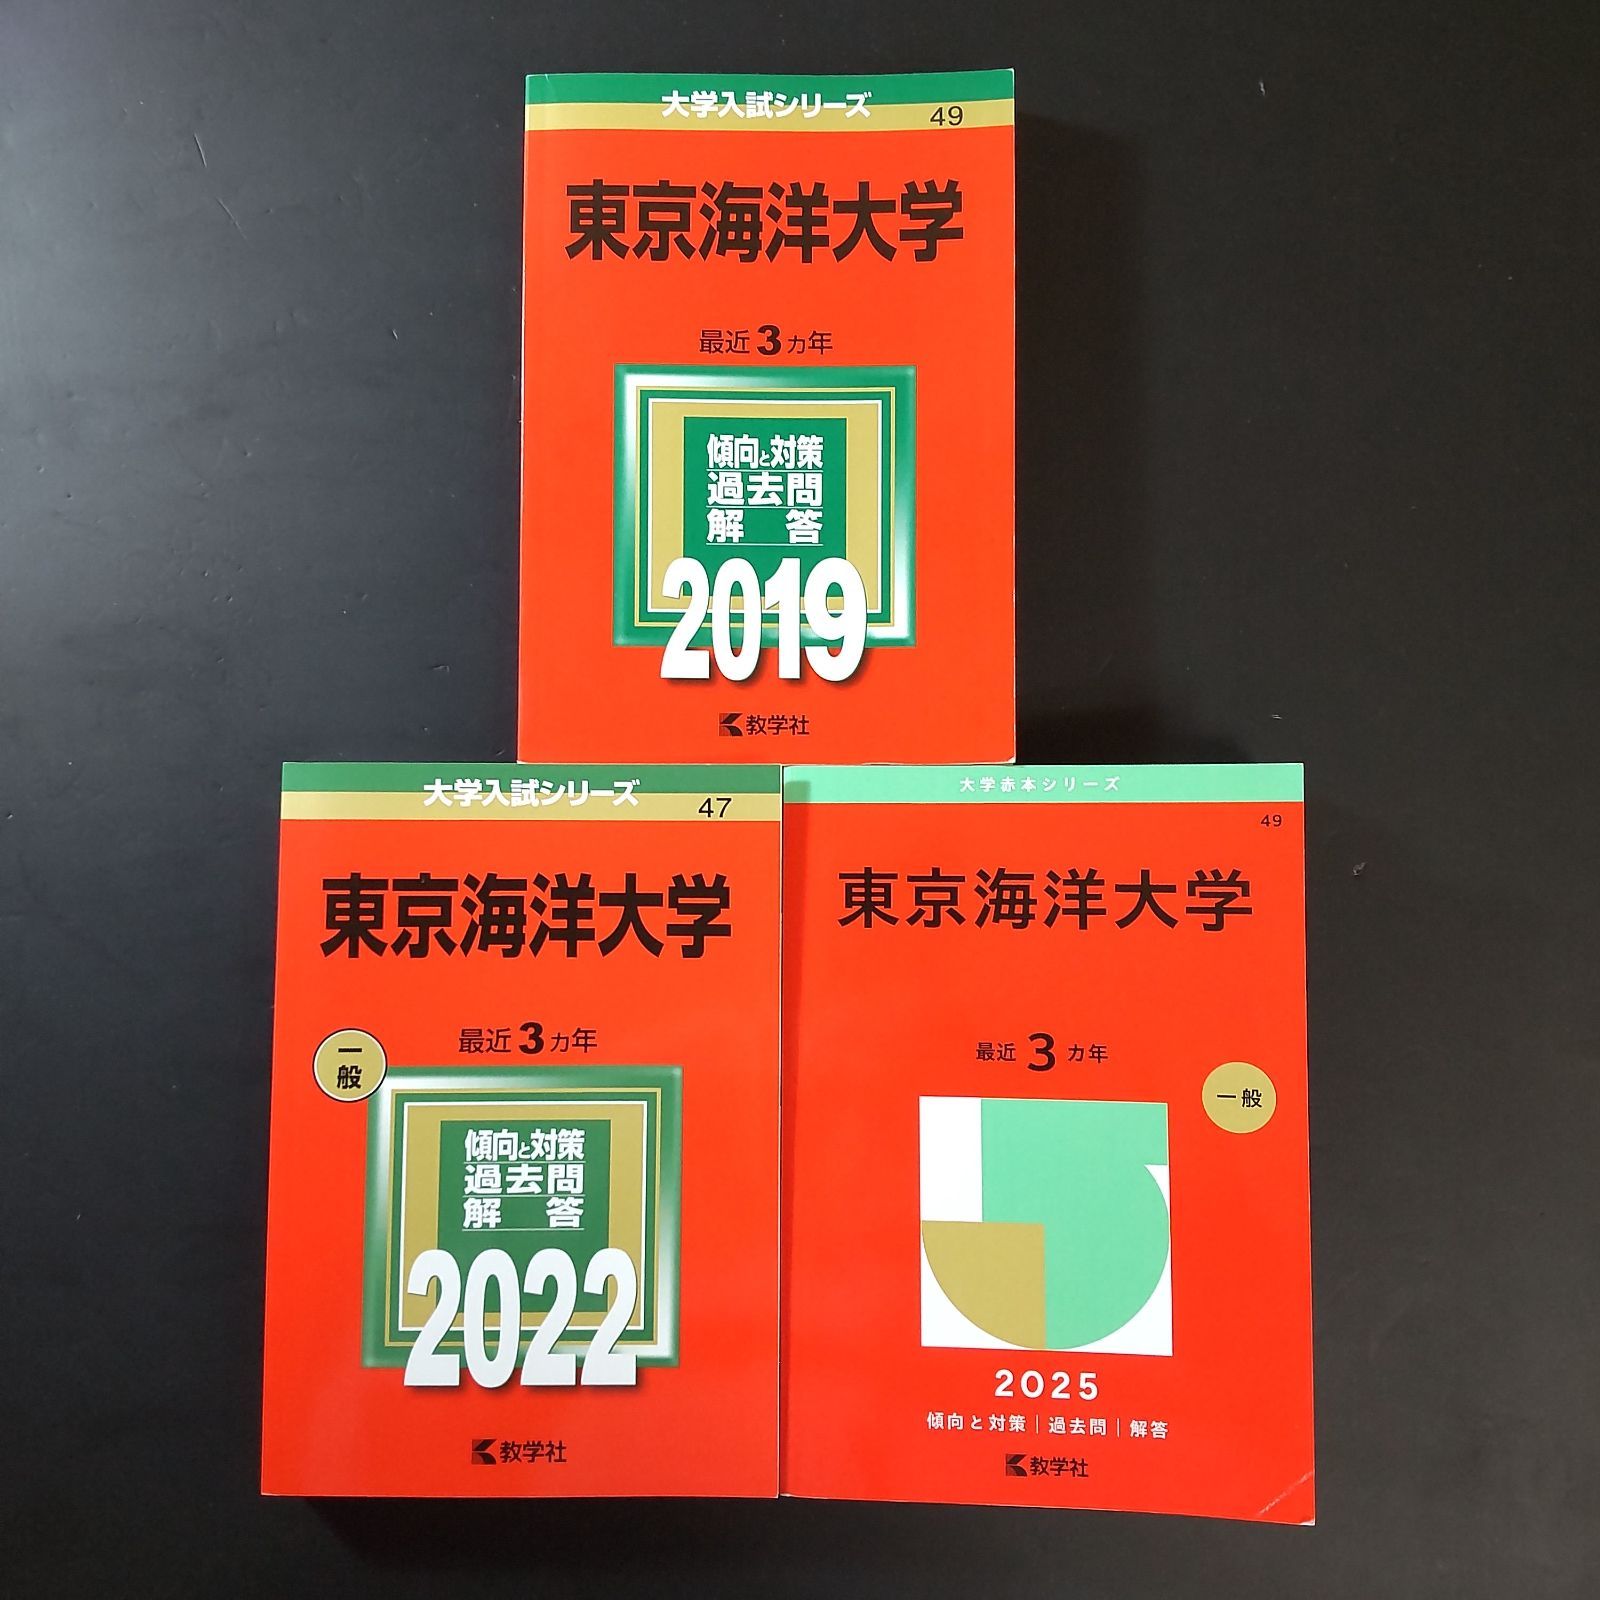 大学入試シリーズ
49
東京海洋大学
最近3カ年
傾向と対策
過去問
解答
2019
教学社
大学入試シリーズ
47
東京海洋大学
最近3カ年
一般
傾向と対策
過去問
解答
2022
教学社
大学赤本シリーズ
49
東京海洋大学
最近3カ年
一般
2025
傾向と対策|過去問|解答
教学社